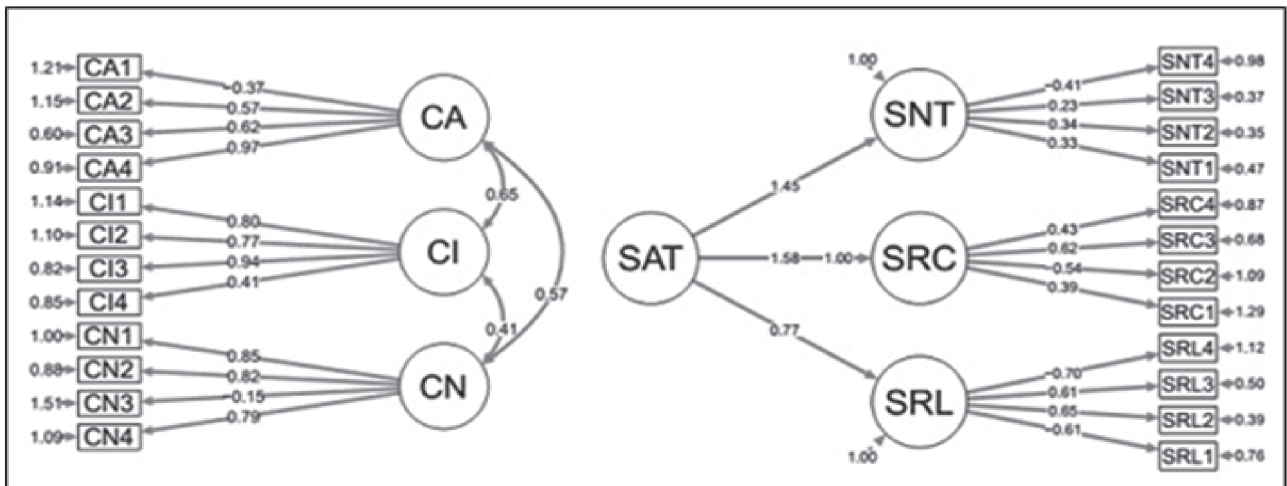 1.21 CA1
1.15 CA2
0.60 CA3
0.91 CA4
1.14 CI1
1.10 CI2
0.82 CI3
0.85 CI4
1.00 CN1
0.88 CN2
1.51 CN3
1.09 CN4
-0.37
0.57
0.62
0.97
0.80
0.77
0.94
0.41
0.85
0.82
-0.15
0.79
CA
CI
CN
0.65
0.41
0.57
SAT
1.45
1.58
0.77
1.00
1.00
1.00
SNT
SRC
SRL
-0.41
0.23
0.34
0.33
0.43
0.62
-0.54
0.39
-0.70
0.61
0.65
-0.61
SNT4 0.98
SNT3 0.37
SNT2 0.35
SNT1 0.47
SRC4 0.87
SRC3 0.68
SRC2 1.09
SRC1 1.29
SRL4 1.12
SRL3 0.50
SRL2 0.39
SRL1 0.76